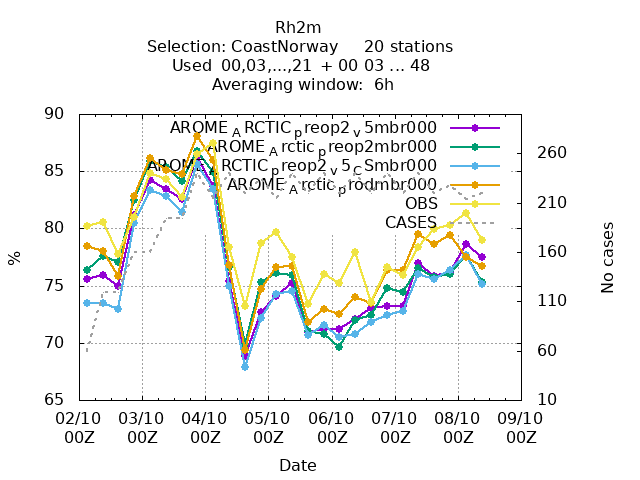 Rh2m
Selection: CoastNorway 20 stations
Used 00,03,...,21 + 00 03 ... 48
Averaging window: 6h
90
85
80
75
70
65
%
AROME_ARCTIC_preop2_v5mbr000
AROME_Arctic_preop2mbr000
AROME_ARCTIC_preop2_v5_CSmbr000
AROME_Arctic_prodmbr000
OBS
CASES
260
210
160
110
60
10
No cases
02/10 03/10 04/10 05/10 06/10 07/10 08/10 09/10
00Z 00Z 00Z 00Z 00Z 00Z 00Z 00Z
Date